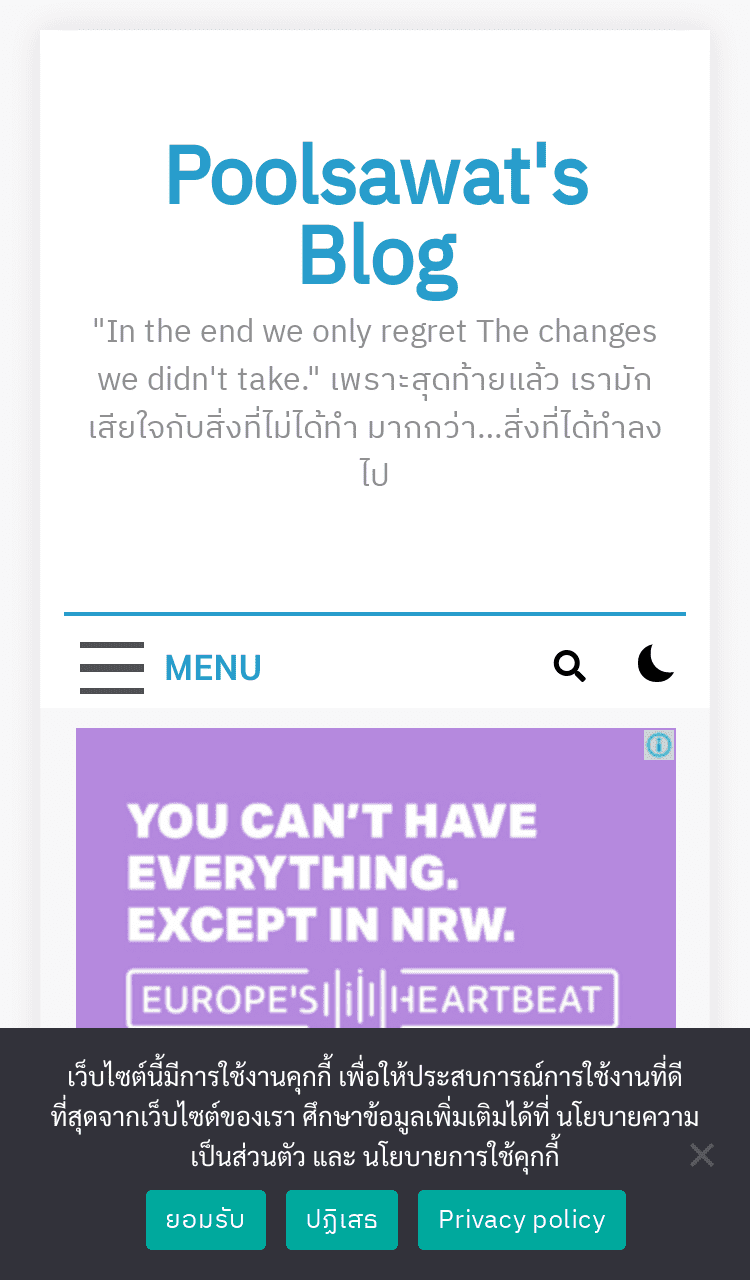 Poolsawat's
Blog
"In the end we only regret The changes
we didn't take." เพราะสุดท้ายแล้ว เรามัก
เสียใจกับสิ่งที่ไม่ได้ทำ มากกว่า...สิ่งที่ได้ทำลง
ไป
MENU
YOU CAN'T HAVE
EVERYTHING.
EXCEPT IN NRW.
EUROPE'S HEARTBEAT
เว็บไซต์นี้มีการใช้งานคุกกี้ เพื่อให้ประสบการณ์การใช้งานที่ดี
ที่สุดจากเว็บไซต์ของเรา ศึกษาข้อมูลเพิ่มเติมได้ที่ นโยบายความ
เป็นส่วนตัว และ นโยบายการใช้คุกกี้
ยอมรับ ปฏิเสธ Privacy policy